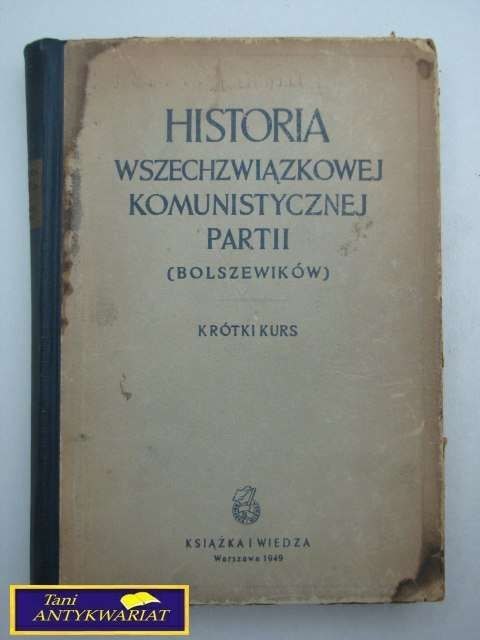 HISTORIA
WSZECHZWIĄZKOWEJ
KOMUNISTYCZNEJ
PARTII
(BOLSZEWIKÓW)
KRÓTKI KURS
KSIĄŻKA I WIEDZA
Warszawa 1949
Tani
ANTYKWARIAT